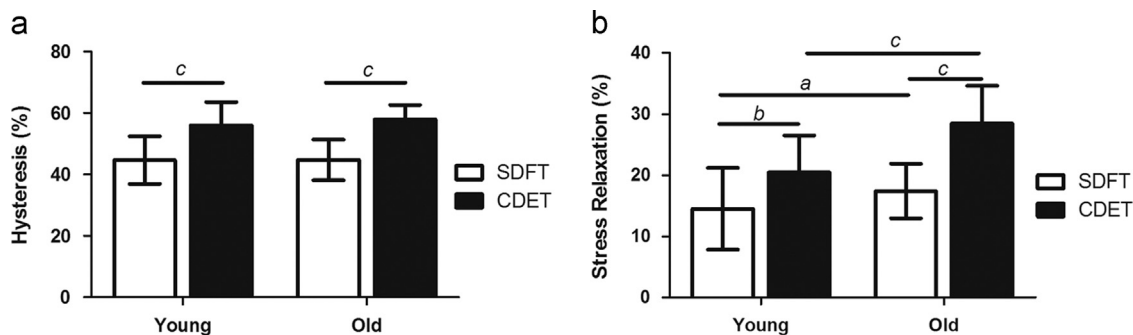 a
Hysteresis (%)
80
60
40
20
0
c
c
Young
Old
SDFT
CDET
b
Stress Relaxation (%)
40
30
20
10
0
c
c
a
b
Young
Old
SDFT
CDET